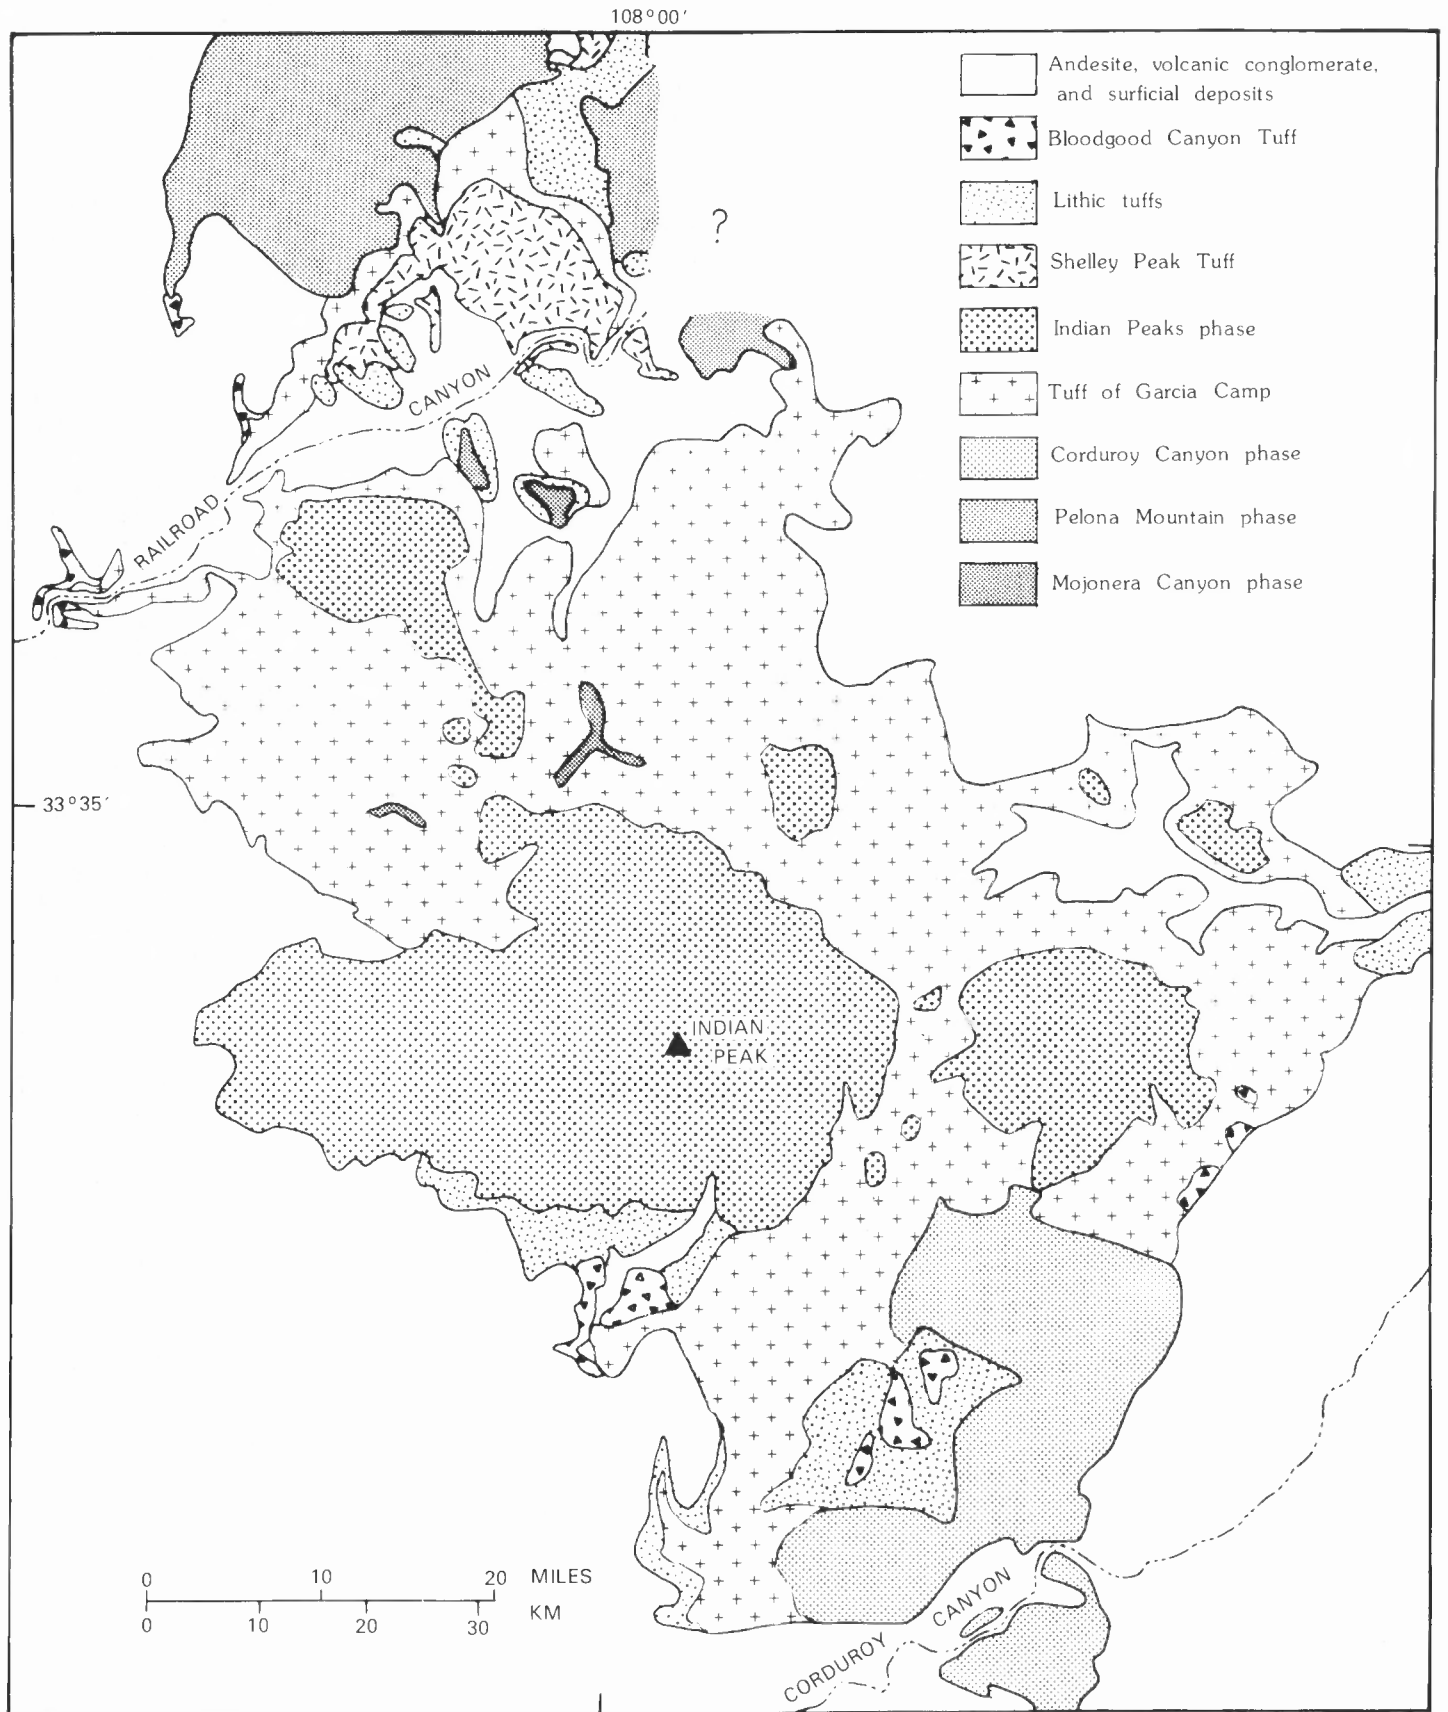 108°00′
Andesite, volcanic conglomerate,
and surficial deposits
Bloodgood Canyon Tuff
Lithic tuffs
Shelley Peak Tuff
Indian Peaks phase
Tuff of Garcia Camp
Corduroy Canyon phase
Pelona Mountain phase
Mojonera Canyon phase
?
RAILROAD CANYON
33°35′
INDIAN
PEAK
0 10 20 MILES
KM
0 10 20 30
CORDUROY CANYON